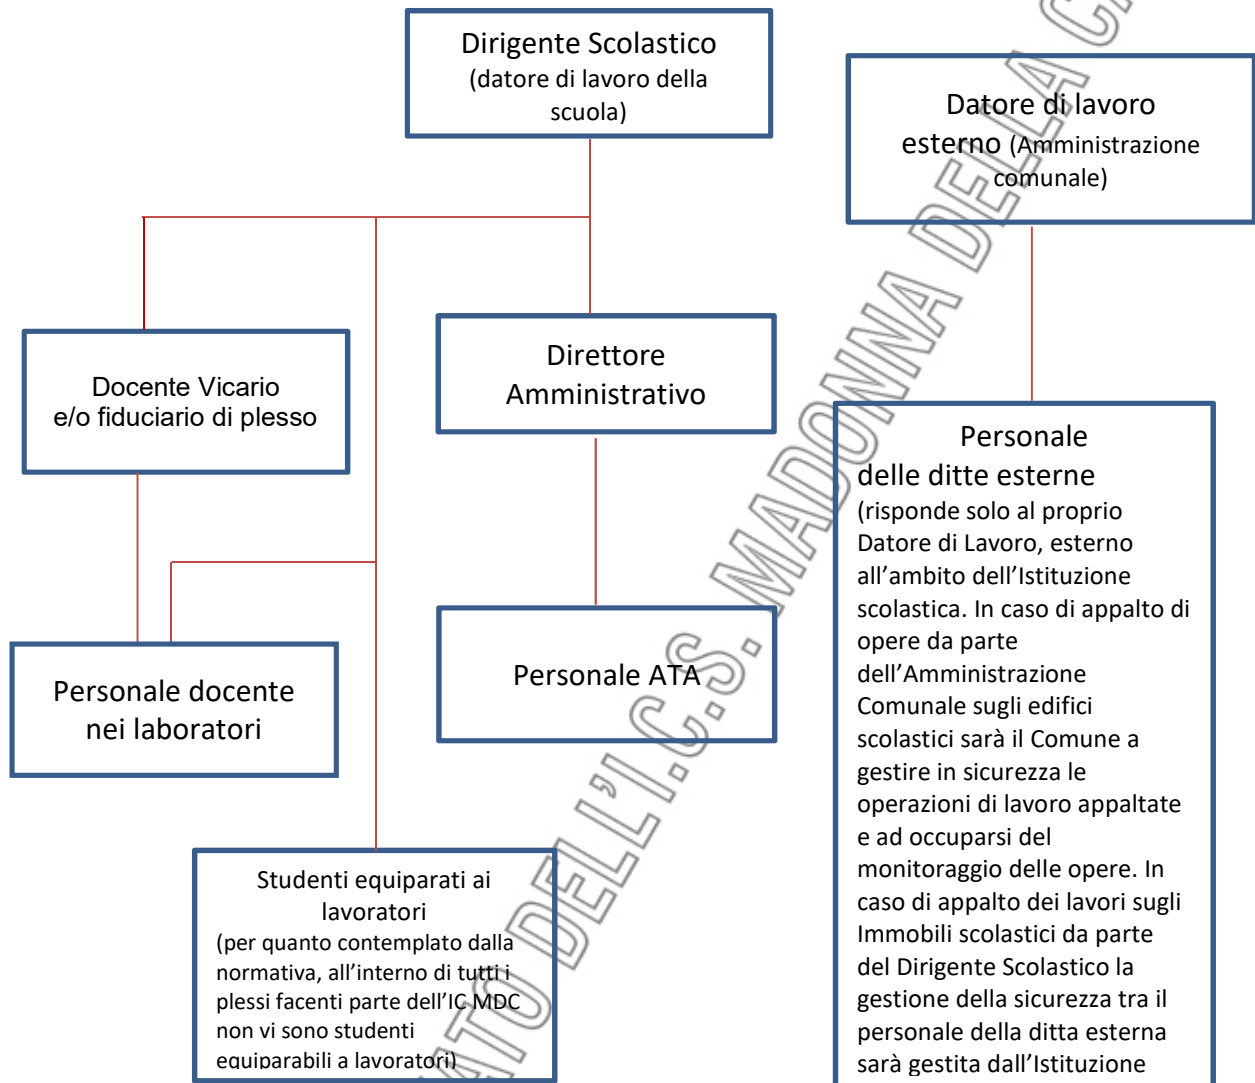 Dirigente Scolastico
(datore di lavoro della
scuola)
Datore di lavoro
esterno (Amministrazione
comunale)
Docente Vicario
e/o fiduciario di plesso
Direttore
Amministrativo
Personale docente
nei laboratori
Personale ATA
Studenti equiparati ai
lavoratori
(per quanto contemplato dalla
normativa, all’interno di tutti i
plessi facenti parte dell’IC MDC
non vi sono studenti
equiparabili a lavoratori)
Personale
delle ditte esterne
(risponde solo al proprio
Datore di Lavoro, esterno
all’ambito dell’Istituzione
scolastica. In caso di appalto di
opere da parte
dell’Amministrazione
Comunale sugli edifici
scolastici sarà il Comune a
gestire in sicurezza le
operazioni di lavoro appaltate
e ad occuparsi del
monitoraggio delle opere. In
caso di appalto dei lavori sugli
Immobili scolastici da parte
del Dirigente Scolastico la
gestione della sicurezza tra il
personale della ditta esterna
sarà gestita dall’Istituzione
DELL'I.C.S. MADONNA DELLA